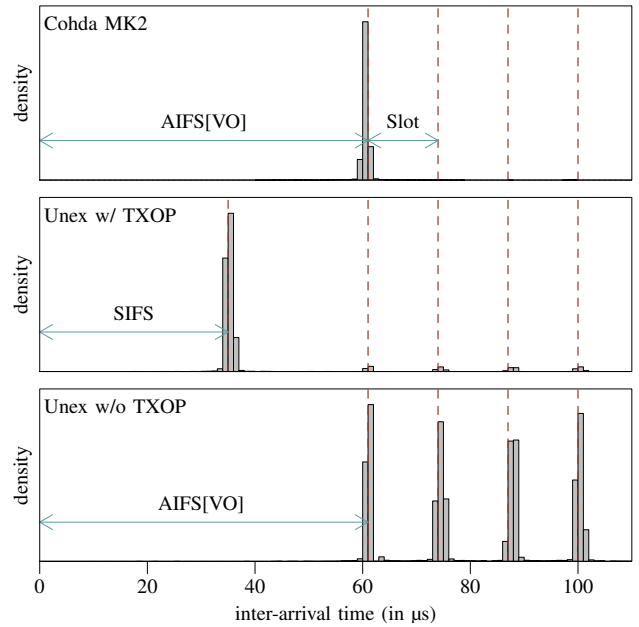 Cohda MK2
density
AIFS[VO]
Slot
Unex w/ TXOP
density
SIFS
Unex w/o TXOP
density
AIFS[VO]
0 20 40 60 80 100
inter-arrival time (in µs)